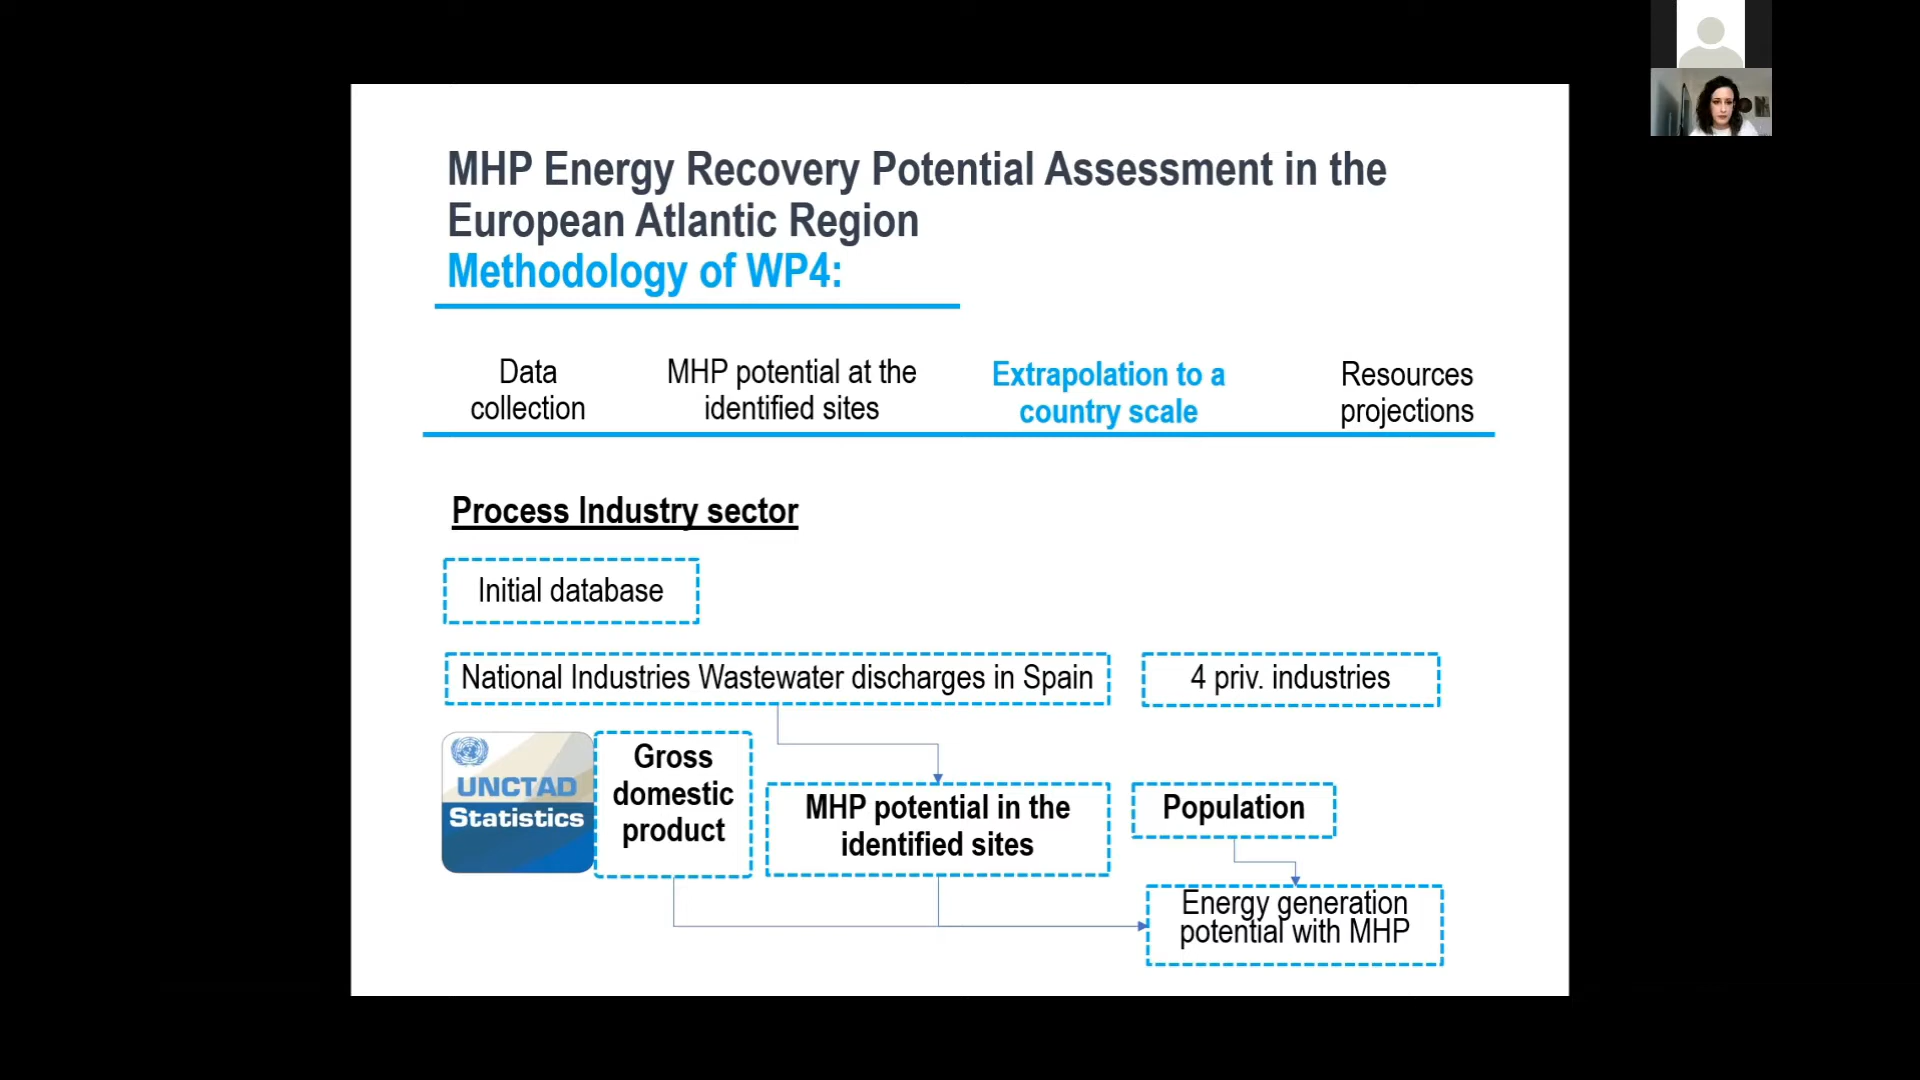 MHP Energy Recovery Potential Assessment in the
European Atlantic Region
Methodology of WP4:
Data
collection
MHP potential at the
identified sites
Extrapolation to a
country scale
Resources
projections
Process Industry sector
Initial database
National Industries Wastewater discharges in Spain
4 priv. industries
UNCTAD
Statistics
Gross
domestic
product
MHP potential in the
identified sites
Population
Energy generation
potential with MHP